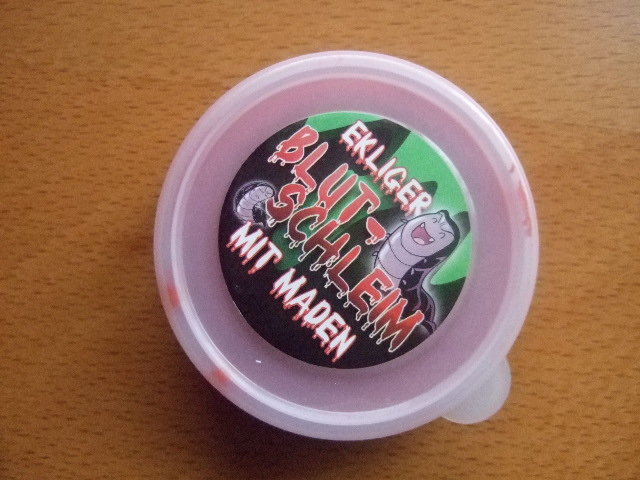 EKLIGER
BLUT-
SCHLEIM
MIT MADEN